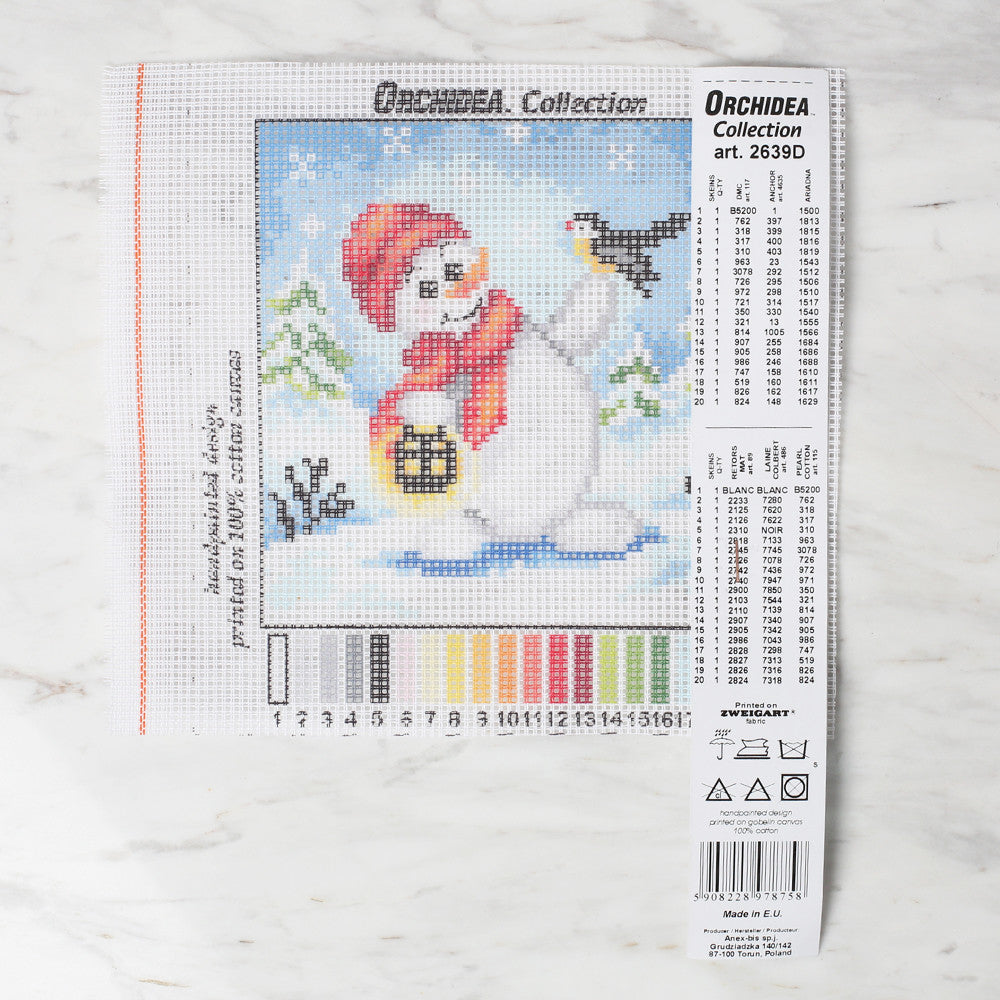 ORCHIDEA. Collection
handpainted design
printed on 100% cotton canvas
1 2 3 4 5 6 7 8 9 10 11 12 13 14 15 16 17
ORCHIDEA™
Collection
art. 2639D
SKEINS Q-TY DMC art. 117 ANCHOR art. 4635 ARIADNA
1 1 B5200 1 1500
2 1 762 397 1813
3 1 318 399 1815
4 1 317 400 1816
5 1 310 403 1819
6 1 963 23 1543
7 1 3078 292 1512
8 1 726 295 1506
9 1 972 298 1510
10 1 721 314 1517
11 1 350 330 1540
12 1 321 13 1555
13 1 814 1005 1566
14 1 907 255 1684
15 1 905 258 1686
16 1 986 246 1688
17 1 747 158 1610
18 1 519 160 1611
19 1 826 162 1622
20 1 824 148 1629
SKEINS Q-TY RETORS MAT art. 89 LAINE COLBERT art. 486 PEARL COTTON art. 115
1 1 BLANC BLANC B5200
2 1 2233 7280 762
3 1 2125 7620 318
4 1 2126 7622 317
5 1 2310 NOIR 310
6 1 2818 7133 963
7 1 2745 7745 3078
8 1 2726 7078 726
9 1 2742 7436 972
10 1 2740 7947 971
11 1 2900 7850 350
12 1 2103 7544 321
13 1 2110 7139 814
14 1 2907 7340 907
15 1 2905 7342 905
16 1 2986 7043 986
17 1 2828 7298 747
18 1 2827 7313 519
19 1 2826 7316 826
20 1 2824 7318 824
Printed on
ZWEIGART®
fabric
S
cl
handpainted design
printed on gobelin canvas
100% cotton
5 908228 978758
Made in E.U.
Producer / Hersteller / Producteur:
Anex-bis sp.j.
Grudziadzka 140/142
87-100 Torun, Poland